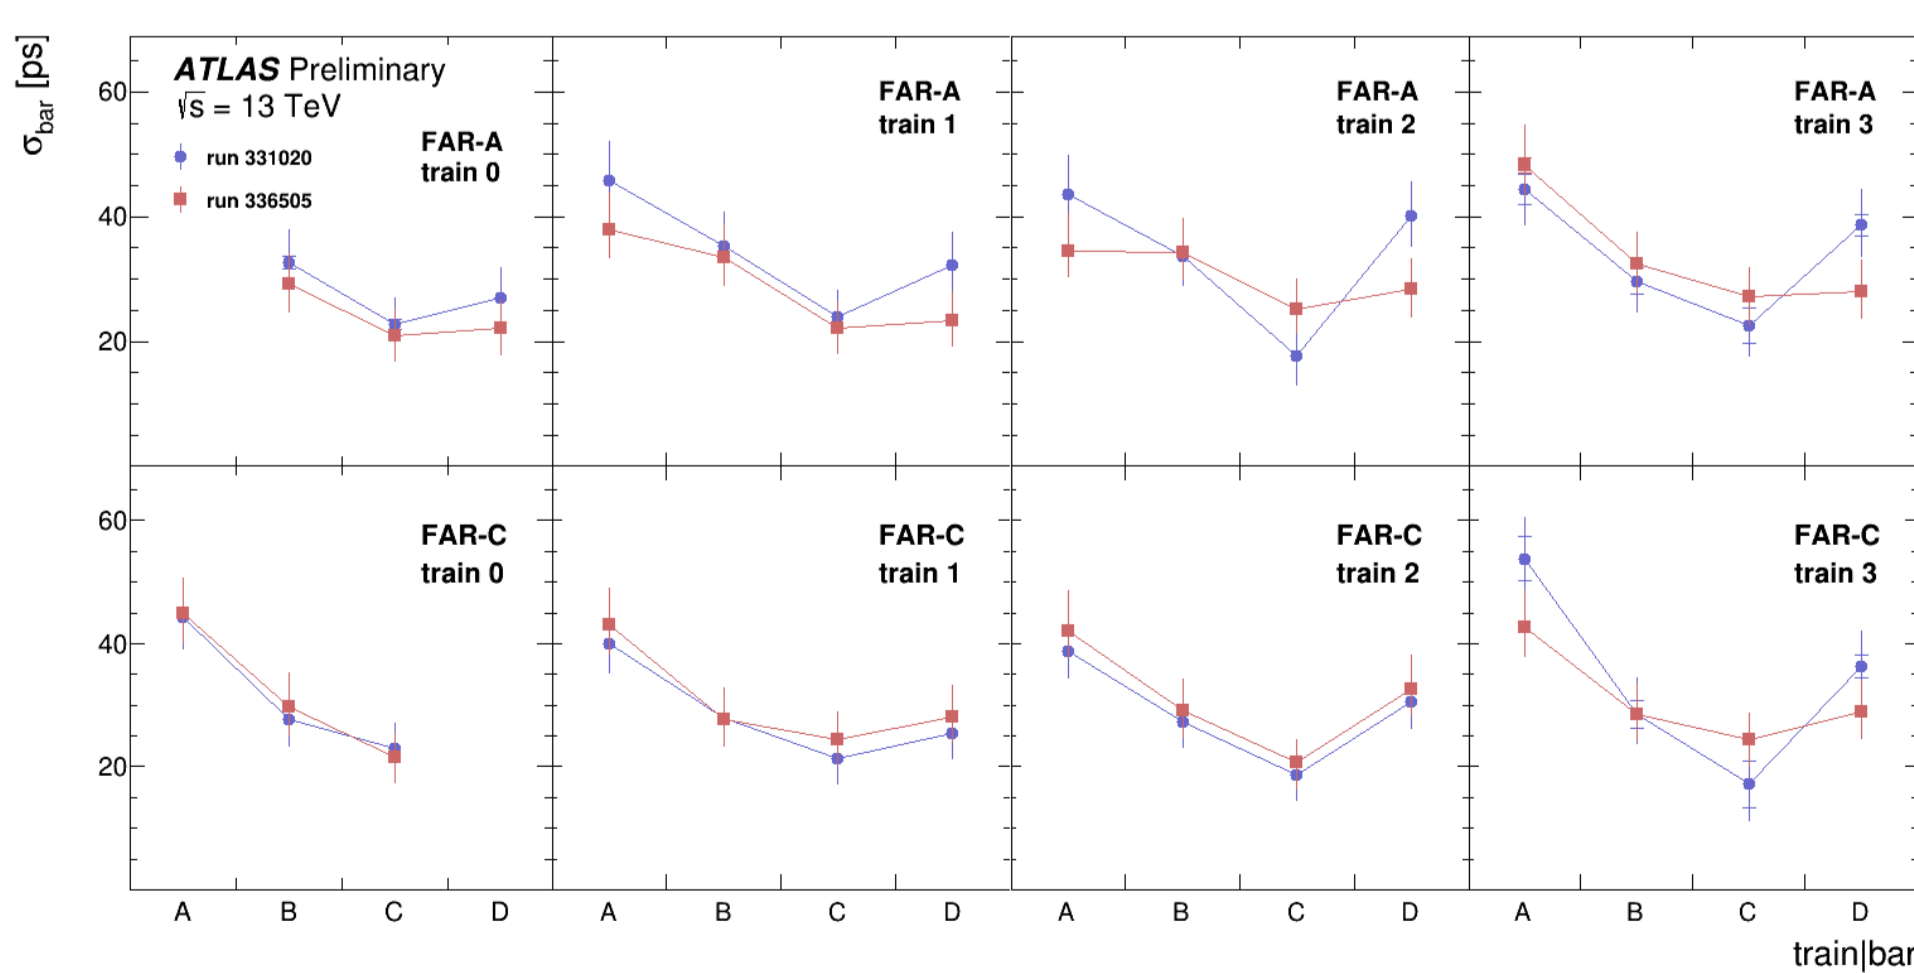 σbar [ps]
ATLAS Preliminary
√s = 13 TeV
run 331020
run 336505
FAR-A
train 0
FAR-A
train 1
FAR-A
train 2
FAR-A
train 3
60
40
20
FAR-C
train 0
FAR-C
train 1
FAR-C
train 2
FAR-C
train 3
60
40
20
A B C D A B C D A B C D A B C D
train|bar